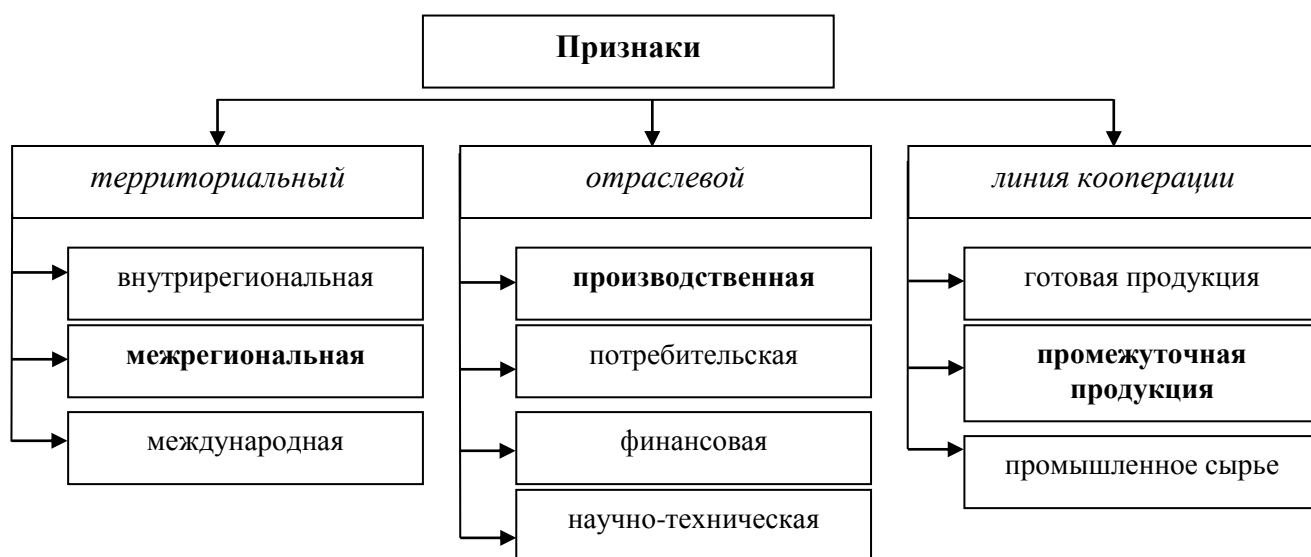 Признаки
территориальный
внутрирегиональная
межрегиональная
международная
отраслевой
производственная
потребительская
финансовая
научно-техническая
линия кооперации
готовая продукция
промежуточная
продукция
промышленное сырье